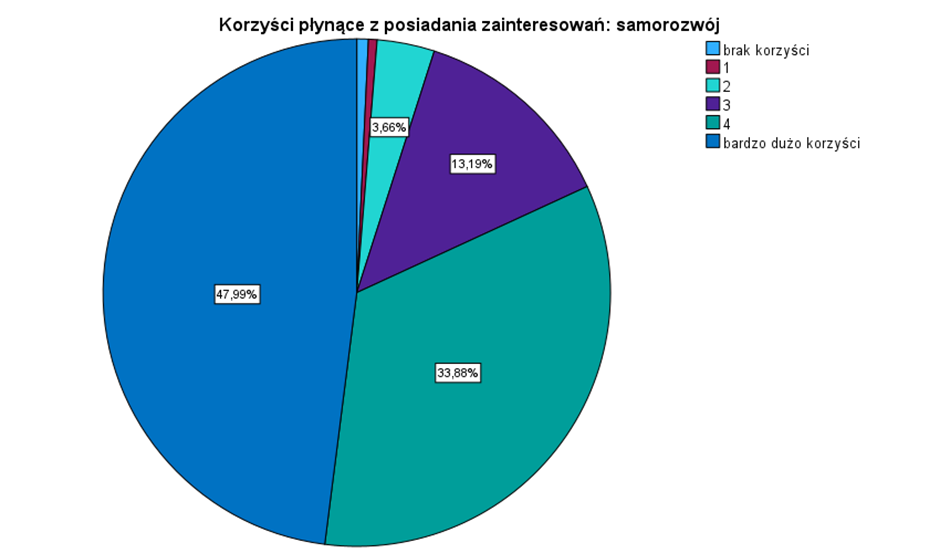 Korzyści płynące z posiadania zainteresowań: samorozwój
brak korzyści
1
2
3
4
bardzo dużo korzyści
3,66%
13,19%
47,99%
33,88%